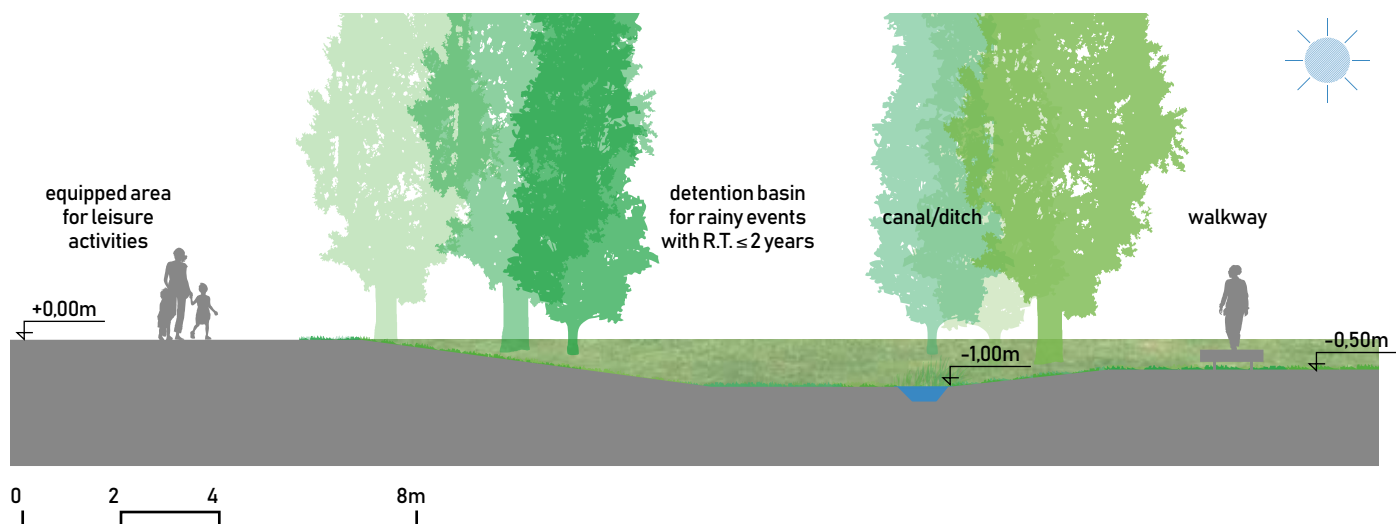 equipped area
for leisure
activities
detention basin
for rainy events
with R.T. ≤ 2 years
canal/ditch
walkway
+0,00m
-1,00m
-0,50m
0 2 4 8m